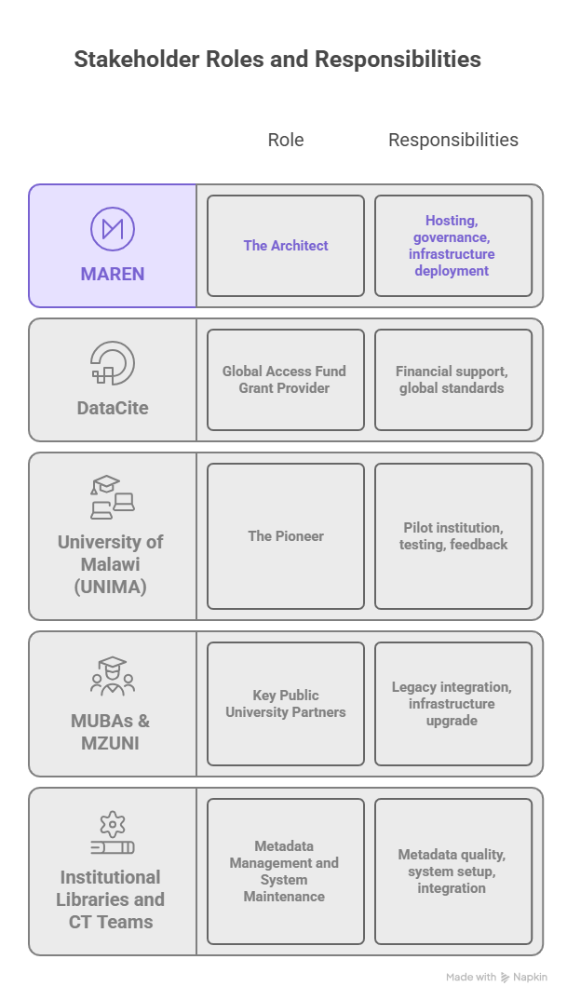 Stakeholder Roles and Responsibilities
Role
Responsibilities
MAREN
The Architect
Hosting,
governance,
infrastructure
deployment
DataCite
Global Access Fund
Grant Provider
Financial support,
global standards
University of
Malawi
(UNIMA)
The Pioneer
Pilot institution,
testing, feedback
MUBAs &
MZUNI
Key Public
University Partners
Legacy integration,
infrastructure
upgrade
Institutional
Libraries and
CT Teams
Metadata
Management and
System
Maintenance
Metadata quality,
system setup,
integration
Made with Napkin